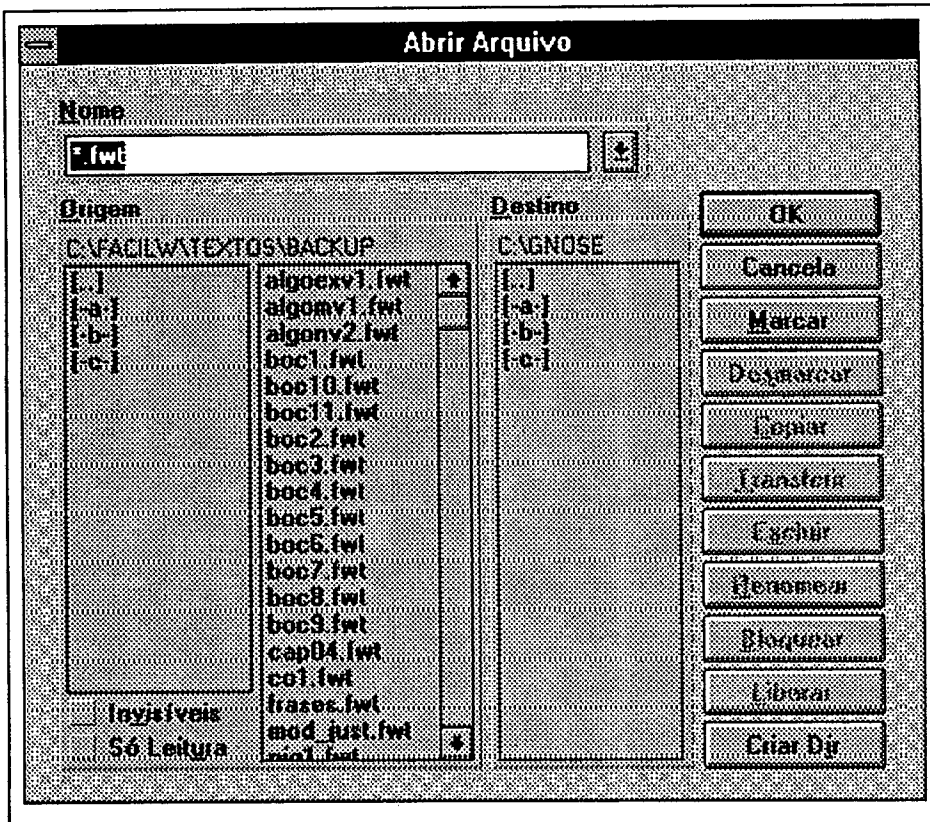 Abrir Arquivo
Nome
*.fwt
Origem
C:\FACILW\TEXTOS\BACKUP
[..]
[-a-]
[-b-]
[-c-]
algoexv1.fwt
algomv1.fwt
algonv2.fwt
boc1.fwt
boc10.fwt
boc11.fwt
boc2.fwt
boc3.fwt
boc4.fwt
boc5.fwt
boc6.fwt
boc7.fwt
boc8.fwt
boc9.fwt
cap04.fwt
co1.fwt
frases.fwt
mod_just.fwt
Invisíveis
Só Leitura
Destino
C:\GNOSE
[..]
[-a-]
[-b-]
[-c-]
OK
Cancela
Marcar
Desmarcar
Copiar
Transferir
Excluir
Renomear
Bloquear
Liberar
Criar Dir